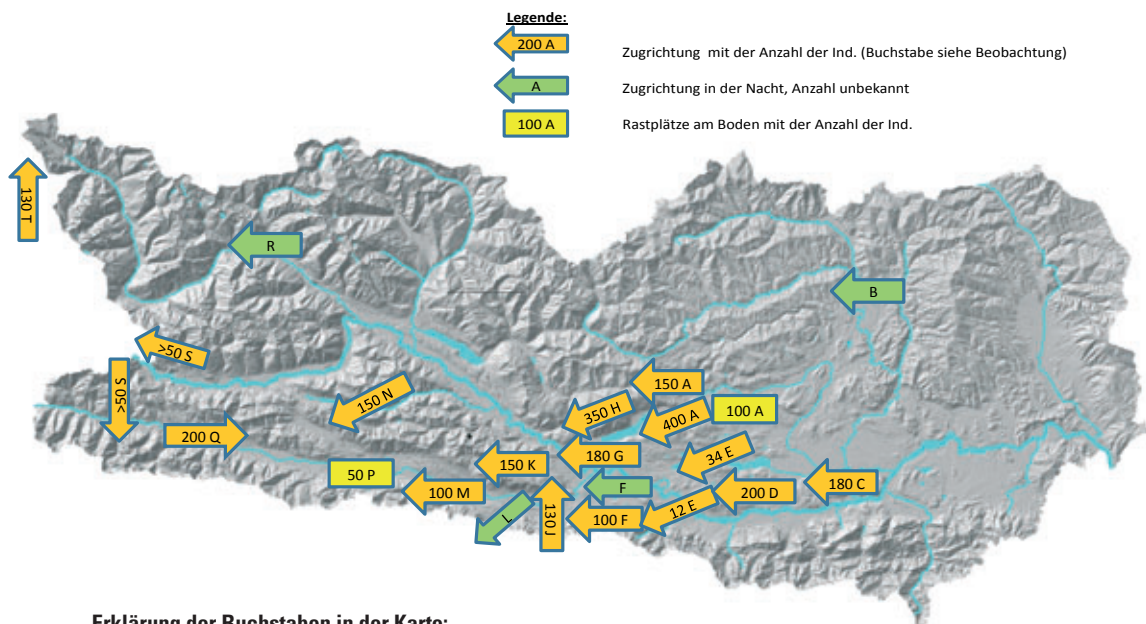 Legende:
200 A
Zugrichtung mit der Anzahl der Ind. (Buchstabe siehe Beobachtung)
A
Zugrichtung in der Nacht, Anzahl unbekannt
100 A
Rastplätze am Boden mit der Anzahl der Ind.
130 T
R
B
>50 S
>50 S
150 N
150 A
350 H
400 A
100 A
200 Q
180 G
34 E
150 K
50 P
180 C
100 M
F
200 D
L
130 J
100 F
12 E
Erklärung der Buchstaben in der Karte: